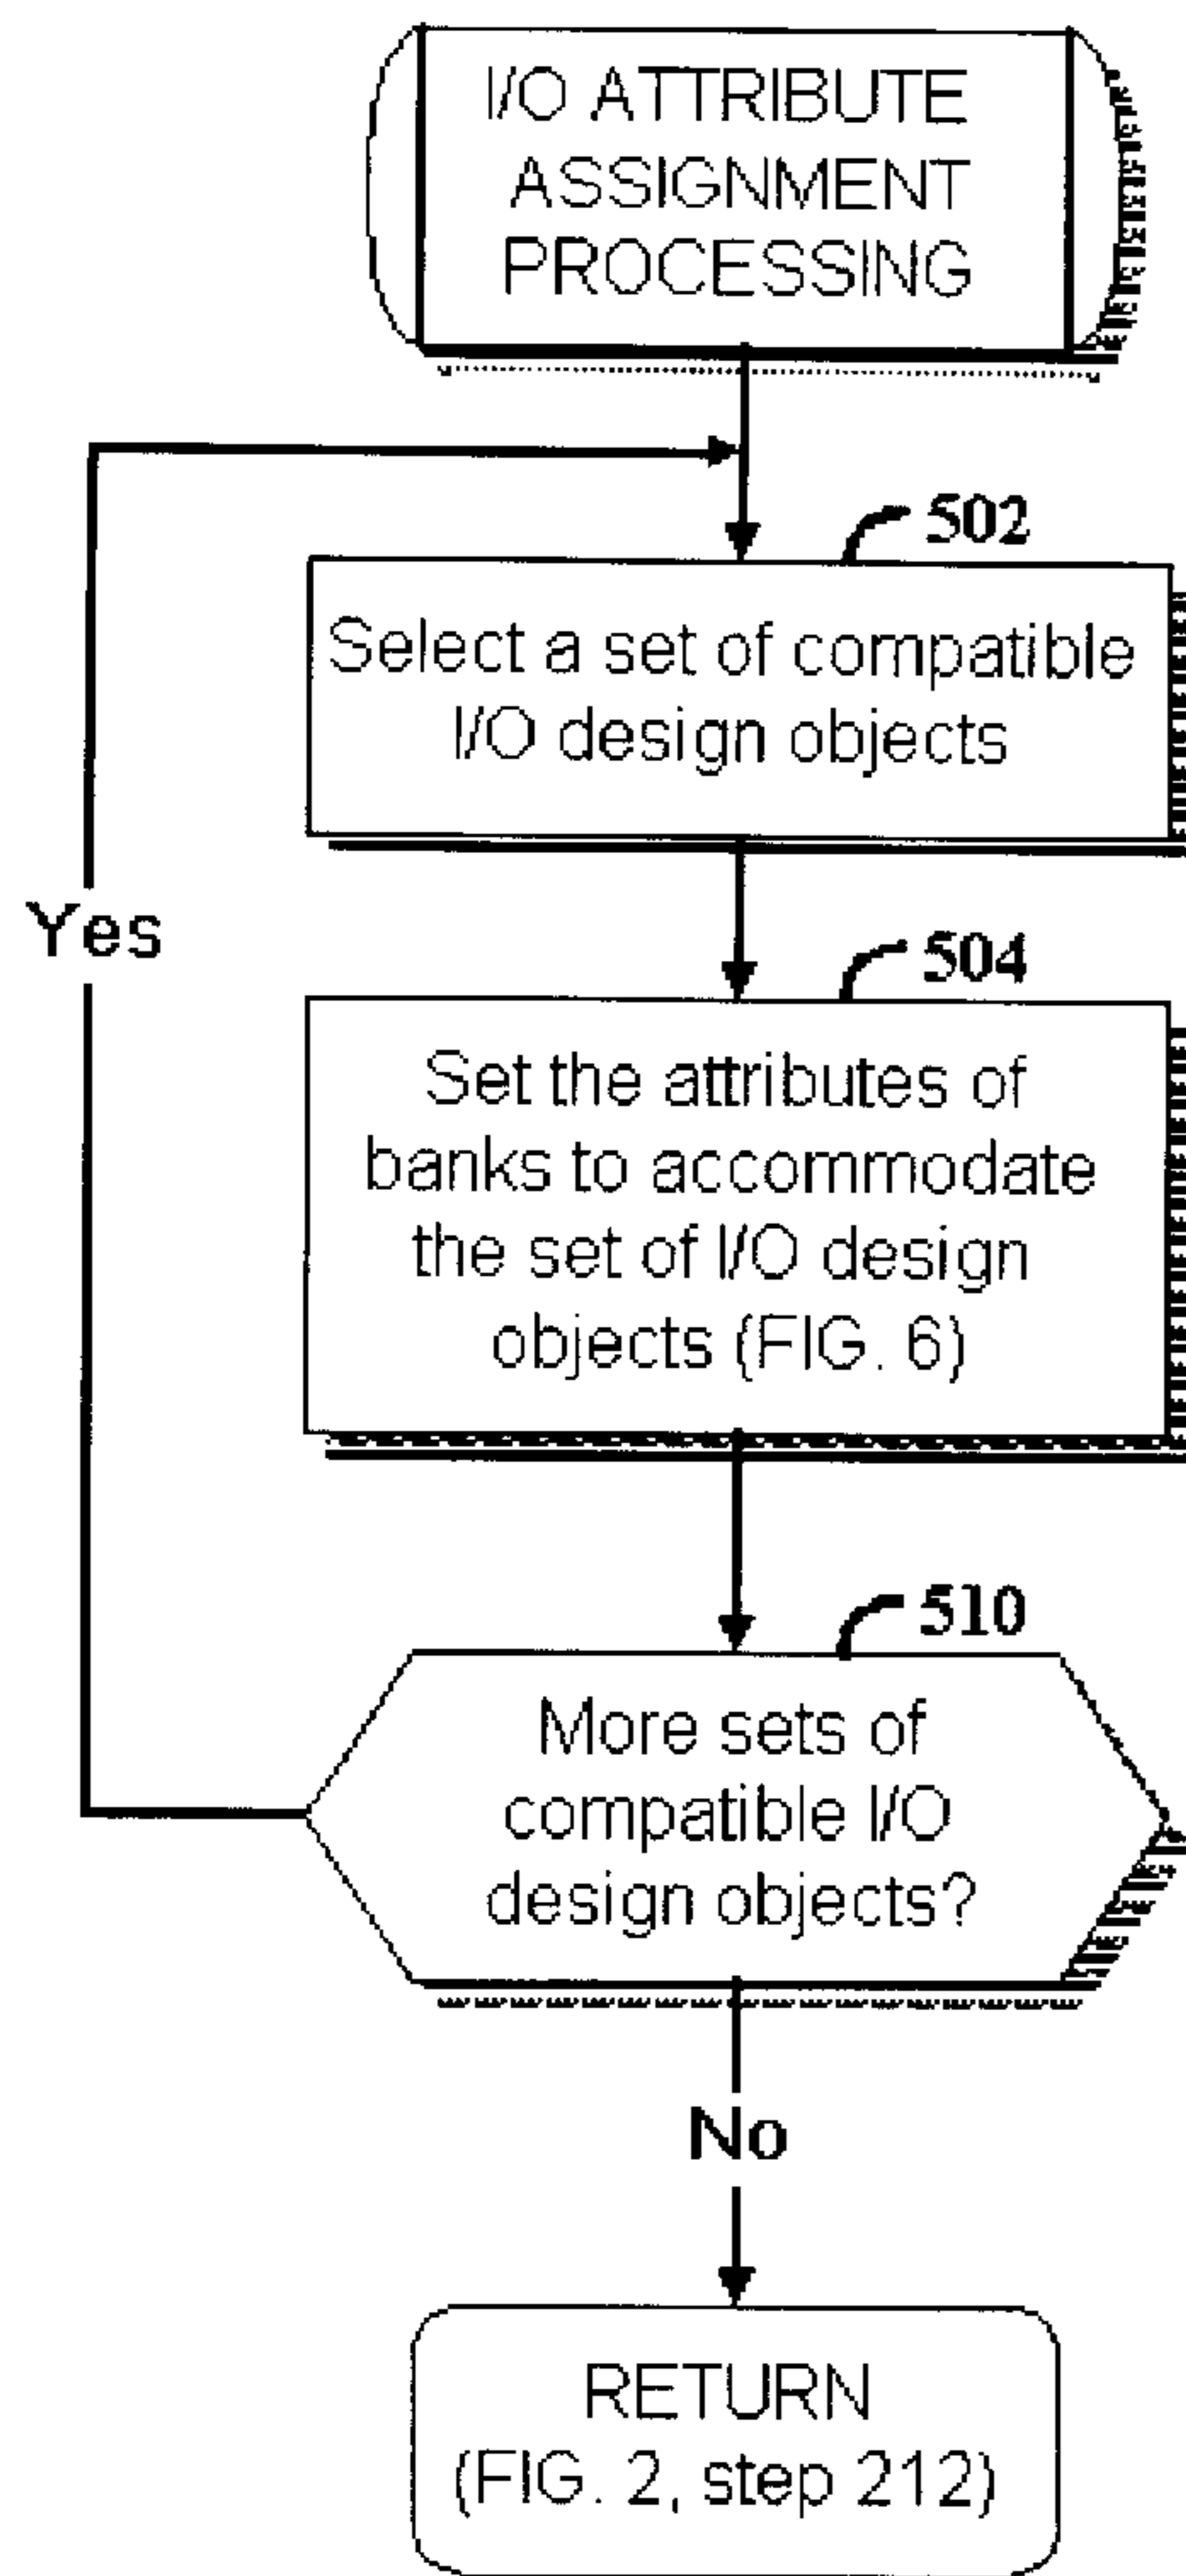 I/O ATTRIBUTE
ASSIGNMENT
PROCESSING
502
Select a set of compatible
I/O design objects
Yes
504
Set the attributes of
banks to accommodate
the set of I/O design
objects (FIG. 6)
510
More sets of
compatible I/O
design objects?
No
RETURN
(FIG. 2, step 212)